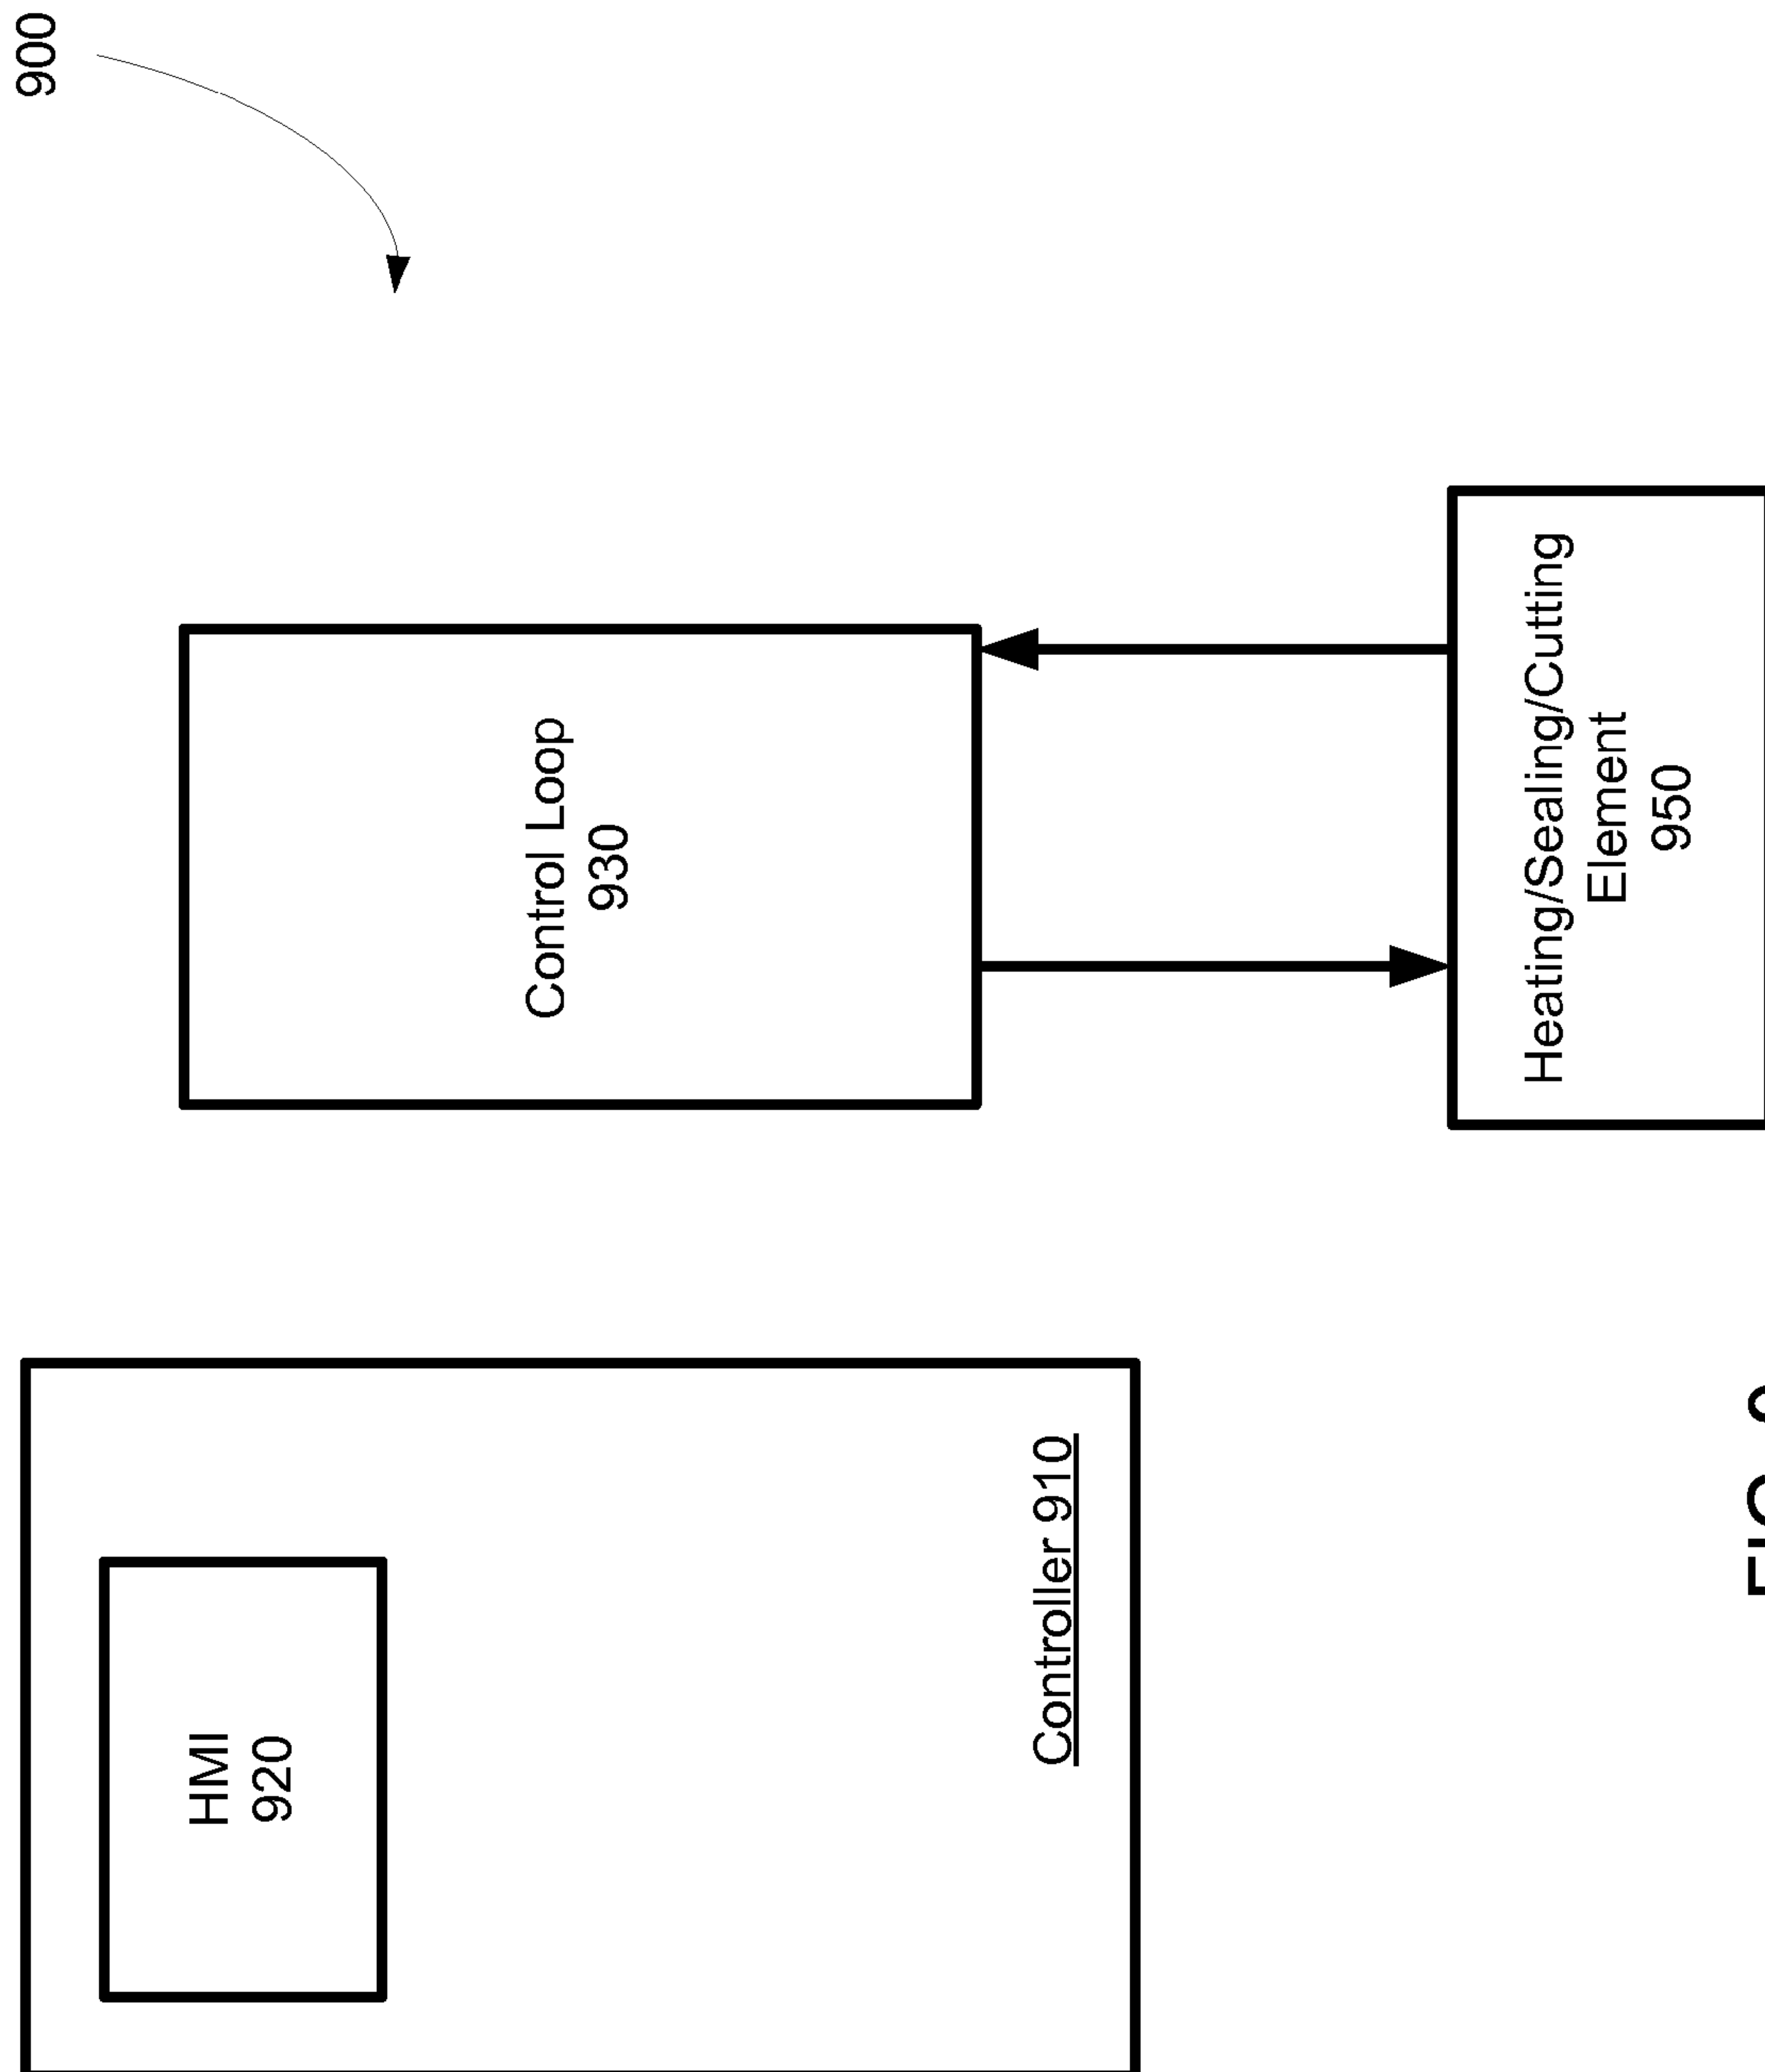 900
HMI
920
Control Loop
930
Controller 910
Heating/Sealing/Cutting
Element
950